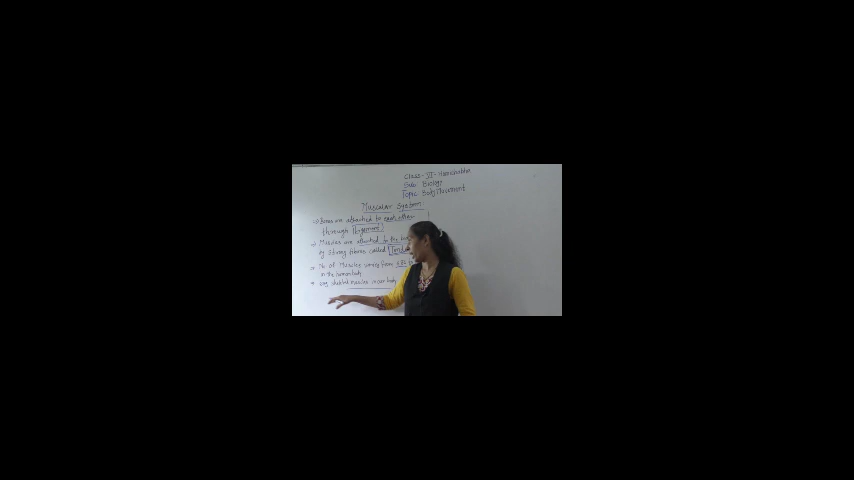 Class - VI - Hemchabha
Sub: Biology
Topic Body Movement
Muscular System
Bones are attached to each other
through ligament
Muscles are attached to the
by strong fibres called
No of Muscles varies from
in the human body
skeletal muscles in our body